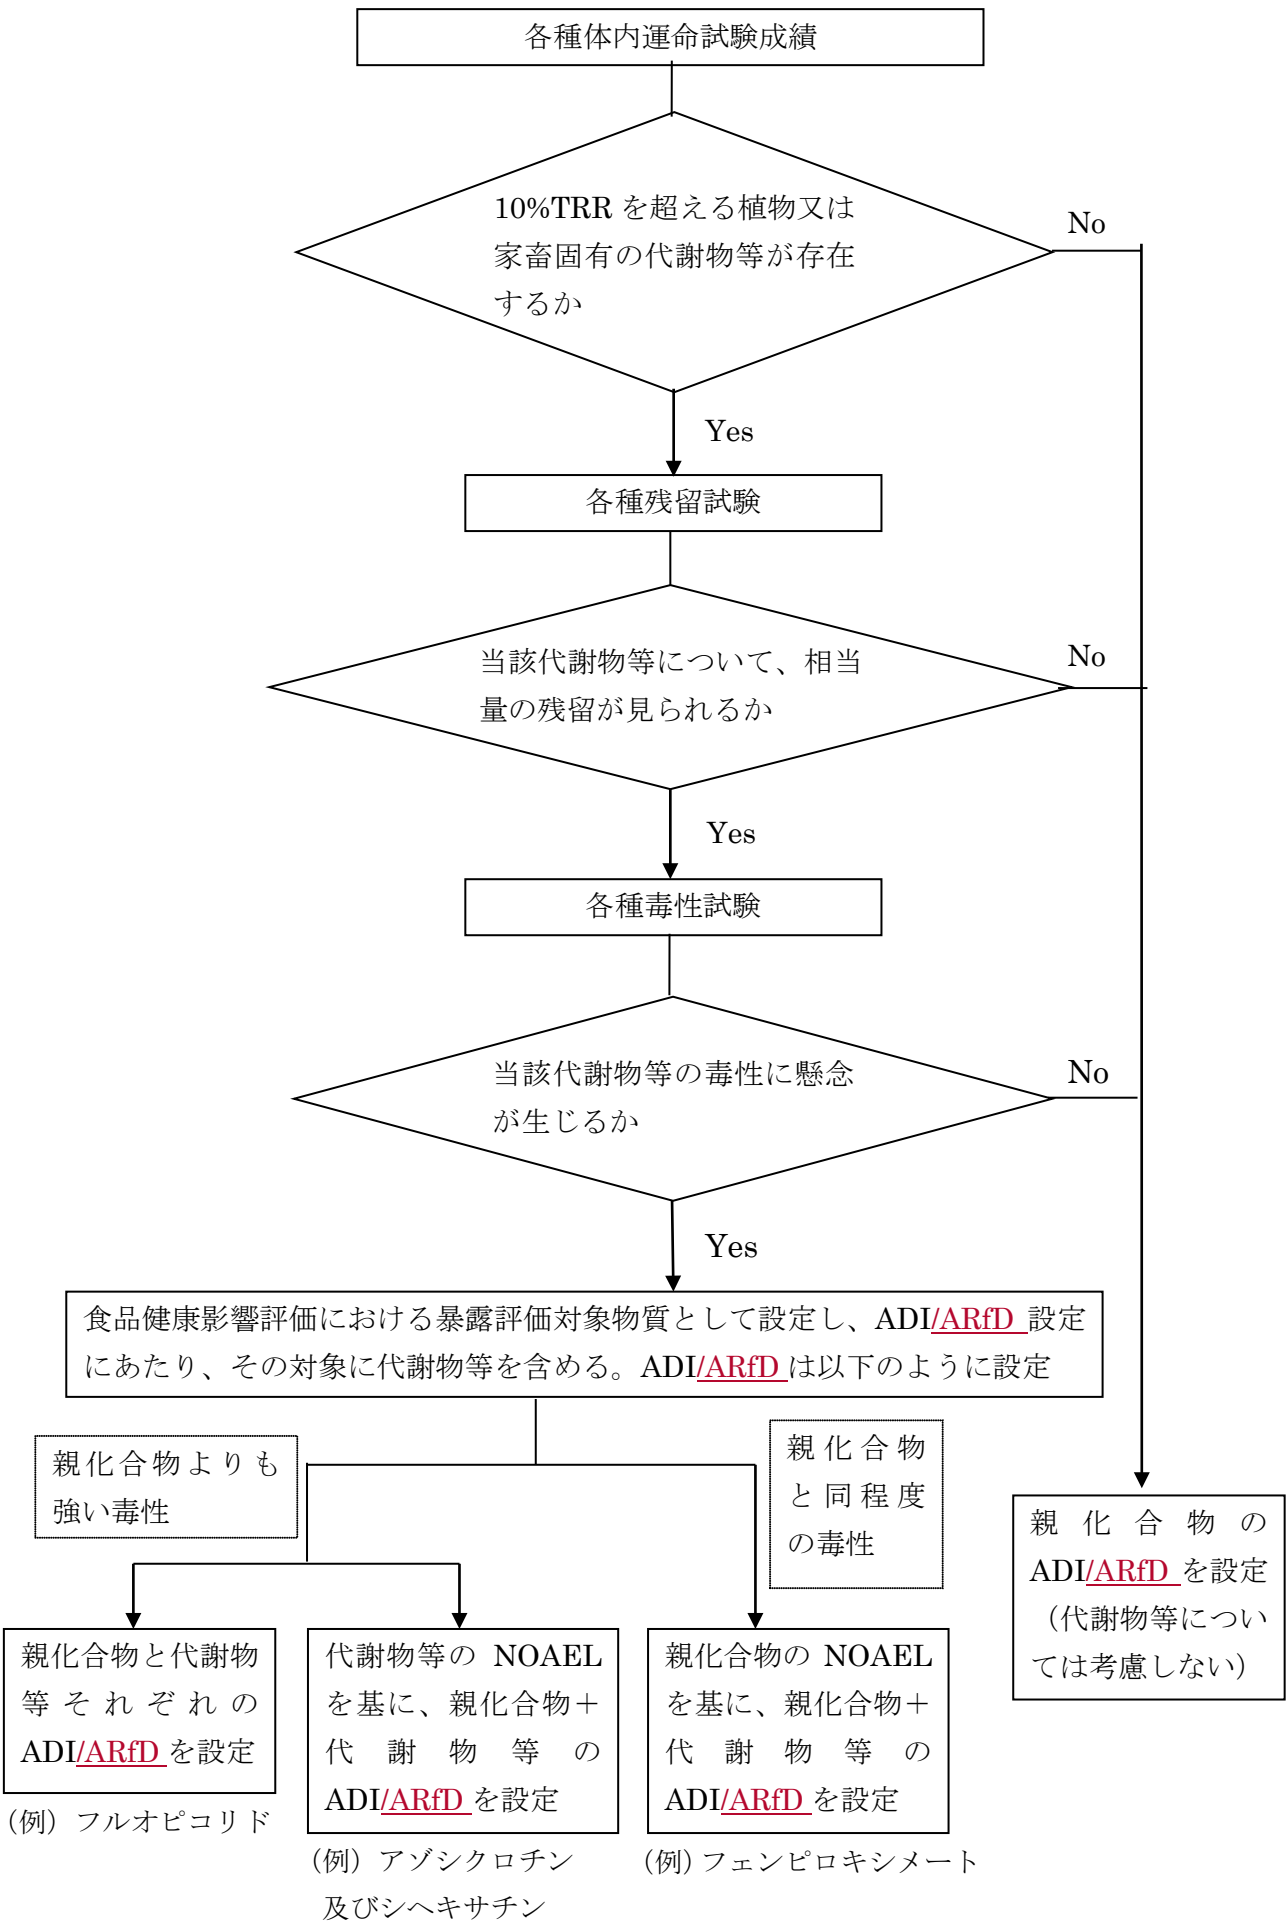 各種体内運命試験成績
10%TRR を超える植物又は
家畜固有の代謝物等が存在
するか
No
Yes
各種残留試験
当該代謝物等について、相当
量の残留が見られるか
No
Yes
各種毒性試験
当該代謝物等の毒性に懸念
が生じるか
No
Yes
食品健康影響評価における暴露評価対象物質として設定し、ADI/ARfD 設定
にあたり、その対象に代謝物等を含める。ADI/ARfD は以下のように設定
親化合物よりも
強い毒性
親化合物
と同程度
の毒性
親化合物の
ADI/ARfD を設定
（代謝物等につい
ては考慮しない）
親化合物と代謝物
等それぞれの
ADI/ARfD を設定
（例）フルオピコリド
代謝物等の NOAEL
を基に、親化合物＋
代謝物等の
ADI/ARfD を設定
（例）アゾシクロチン
及びシヘキサチン
親化合物の NOAEL
を基に、親化合物＋
代謝物等の
ADI/ARfD を設定
（例）フェンピロキシメート